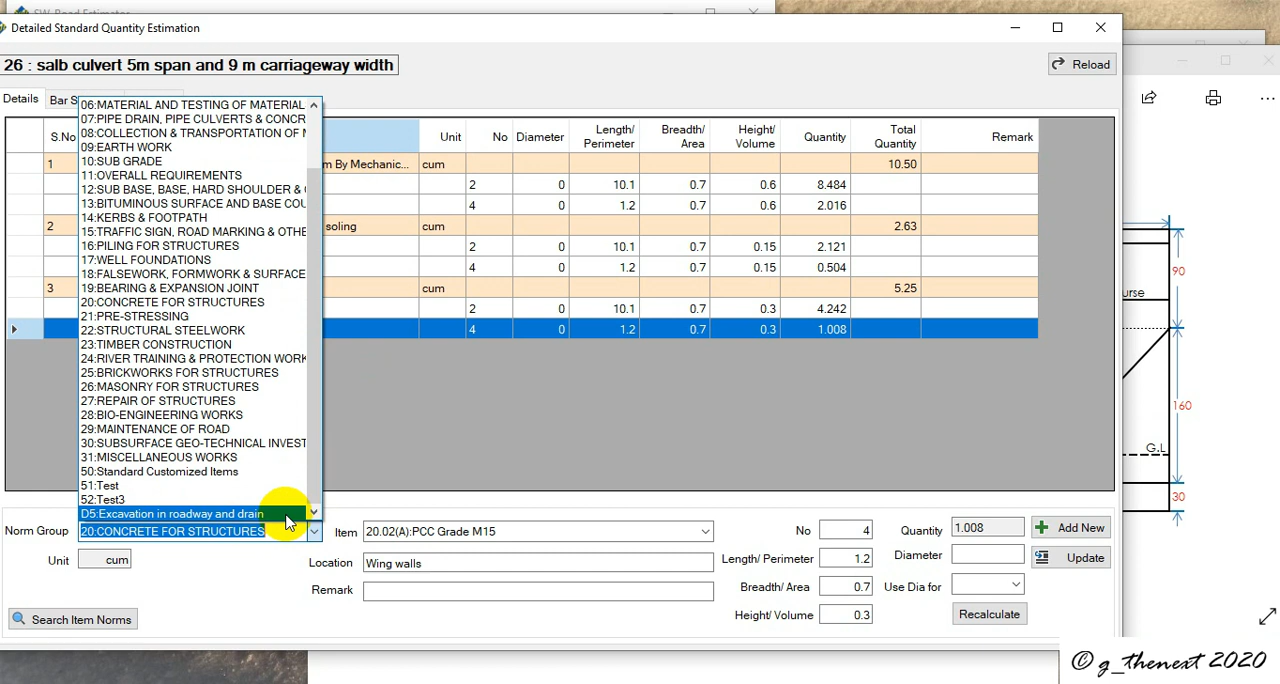 Detailed Standard Quantity Estimation
26 : salb culvert 5m span and 9 m carriageway width
Reload
Details Bar S
S.No Unit No Diameter Length/ Perimeter Breadth/ Area Height/ Volume Quantity Total Quantity Remark
1 m By Mechanic... cum 10.50
2 0 10.1 0.7 0.6 8.484
4 0 1.2 0.7 0.6 2.016
2 soling cum 2.63
2 0 10.1 0.7 0.15 2.121
4 0 1.2 0.7 0.15 0.504
3 cum 5.25
2 0 10.1 0.7 0.3 4.242
4 0 1.2 0.7 0.3 1.008
06:MATERIAL AND TESTING OF MATERIAL
07:PIPE DRAIN, PIPE CULVERTS & CONCR
08:COLLECTION & TRANSPORTATION OF M
09:EARTH WORK
10:SUB GRADE
11:OVERALL REQUIREMENTS
12:SUB BASE, BASE, HARD SHOULDER & 
13:BITUMINOUS SURFACE AND BASE COU
14:KERBS & FOOTPATH
15:TRAFFIC SIGN, ROAD MARKING & OTHE
16:PILING FOR STRUCTURES
17:WELL FOUNDATIONS
18:FALSEWORK, FORMWORK & SURFACE
19:BEARING & EXPANSION JOINT
20:CONCRETE FOR STRUCTURES
21:PRE-STRESSING
22:STRUCTURAL STEELWORK
23:TIMBER CONSTRUCTION
24:RIVER TRAINING & PROTECTION WORK
25:BRICKWORKS FOR STRUCTURES
26:MASONRY FOR STRUCTURES
27:REPAIR OF STRUCTURES
28:BIO-ENGINEERING WORKS
29:MAINTENANCE OF ROAD
30:SUBSURFACE GEO-TECHNICAL INVEST
31:MISCELLANEOUS WORKS
50:Standard Customized Items
51:Test
52:Test3
D5:Excavation in roadway and drain
Norm Group 20:CONCRETE FOR STRUCTURES Item 20.02(A):PCC Grade M15 No 4 Quantity 1.008 Add New
Unit cum Location Wing walls Length/ Perimeter 1.2 Diameter Update
Remark Breadth/ Area 0.7 Use Dia for
Search Item Norms Height/ Volume 0.3 Recalculate
90
urse
160
G.L
30
© g_thenext 2020